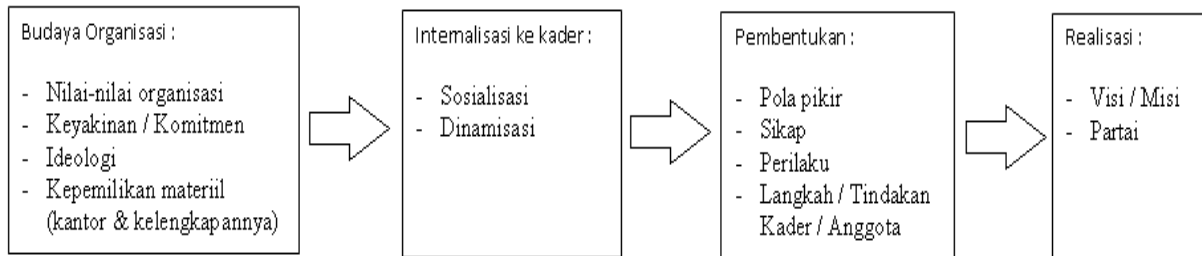 Budaya Organisasi :
- Nilai-nilai organisasi
- Keyakinan / Komitmen
- Ideologi
- Kepemilikan materiil
(kantor & kelengkapannya)
Internalisasi ke kader :
- Sosialisasi
- Dinamisasi
Pembentukan :
- Pola pikir
- Sikap
- Perilaku
- Langkah / Tindakan
Kader / Anggota
Realisasi :
- Visi / Misi
- Partai